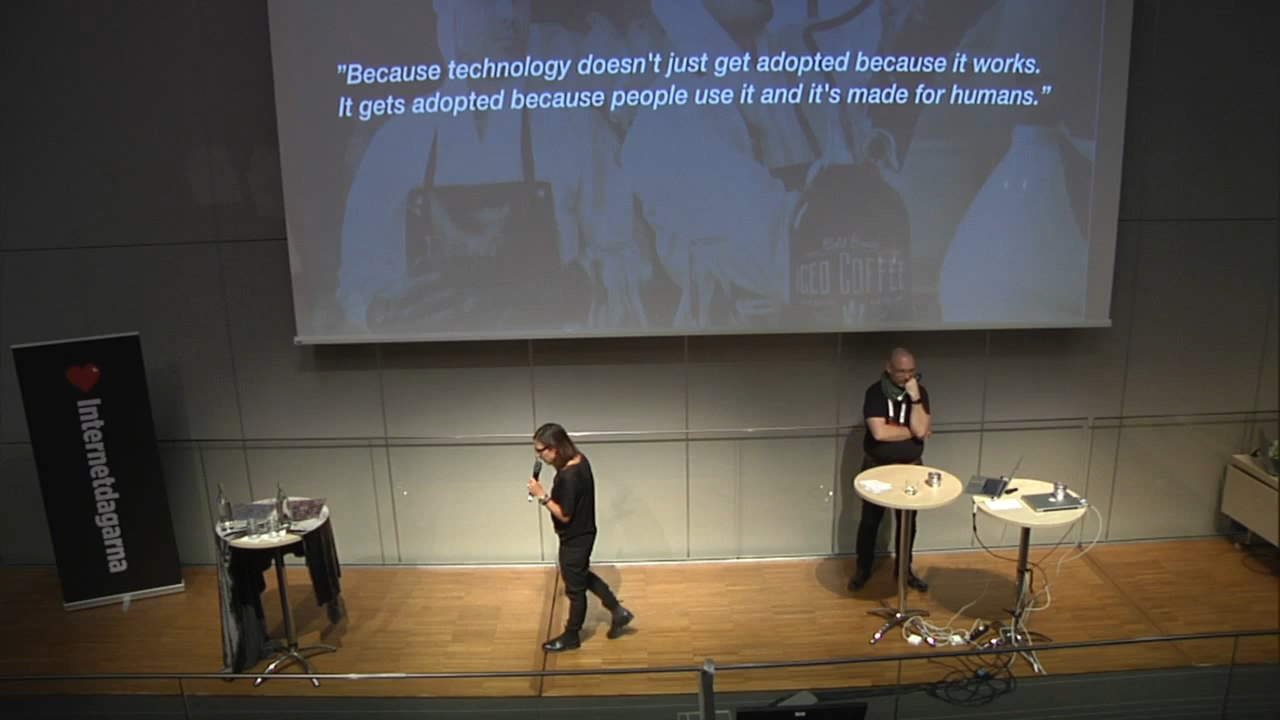 ”Because technology doesn't just get adopted because it works.
It gets adopted because people use it and it's made for humans.”
ICED COFFEE
Internetdagarna